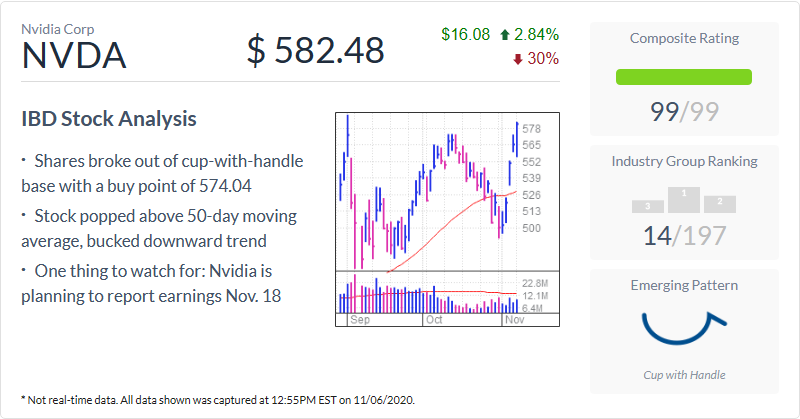 Nvidia Corp
NVDA
$ 582.48
$16.08 2.84%
30%
IBD Stock Analysis
• Shares broke out of cup-with-handle
base with a buy point of 574.04
• Stock popped above 50-day moving
average, bucked downward trend
• One thing to watch for: Nvidia is
planning to report earnings Nov. 18
578
565
552
539
526
513
500
22.8M
12.1M
6.4M
Sep Oct Nov
Composite Rating
99/99
Industry Group Ranking
3 1 2
14/197
Emerging Pattern
Cup with Handle
* Not real-time data. All data shown was captured at 12:55PM EST on 11/06/2020.